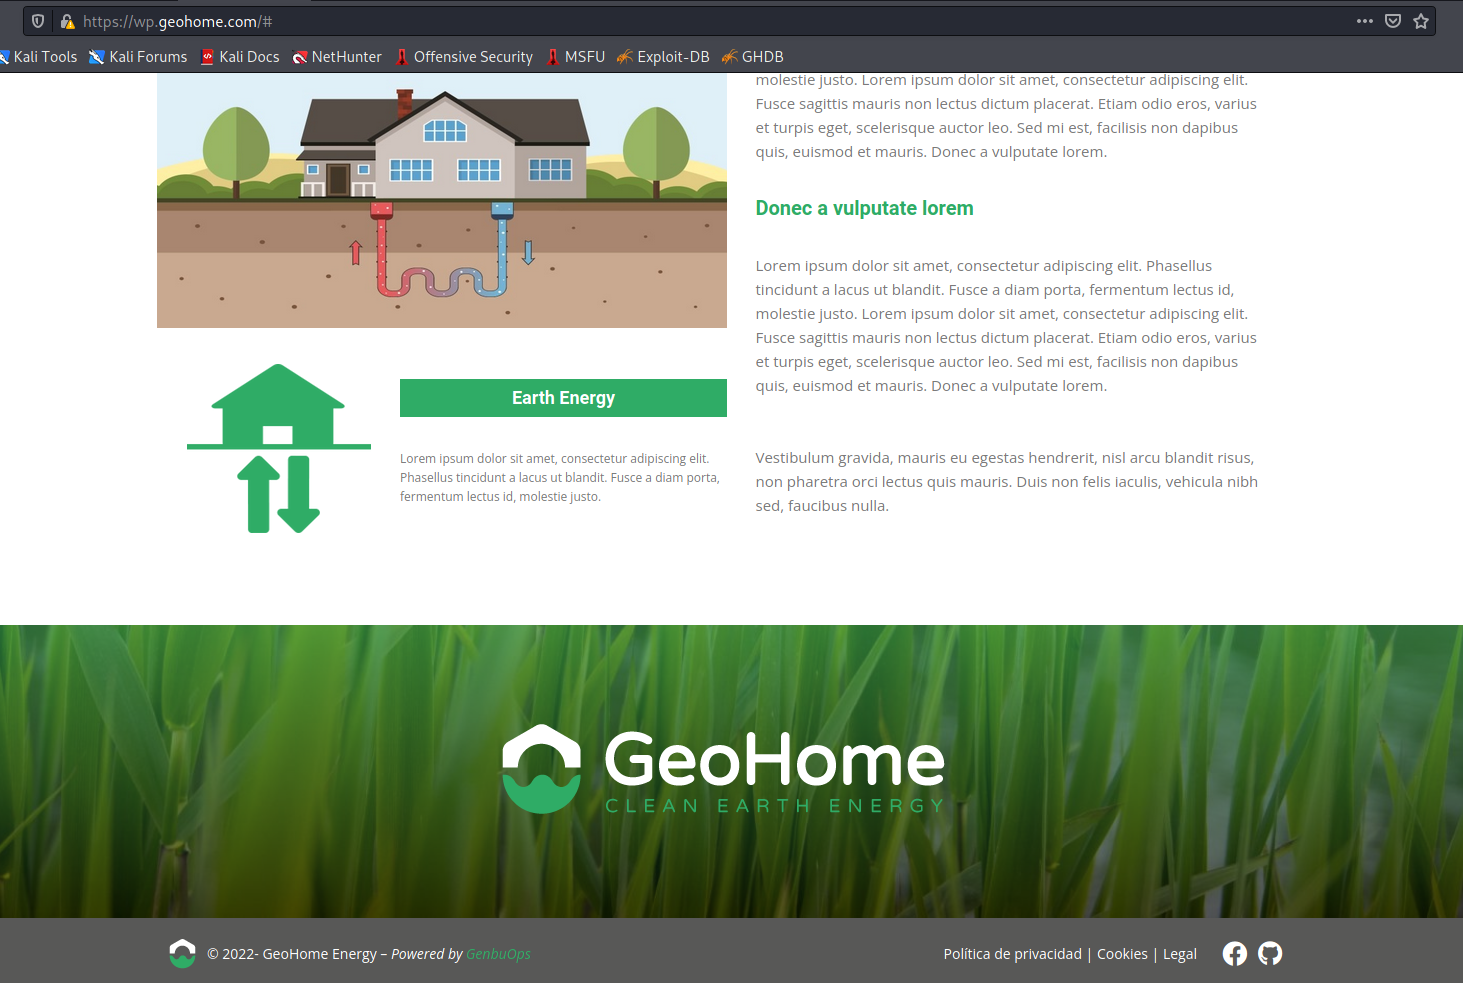 https://wp.geohome.com/#
Kali Tools Kali Forums Kali Docs NetHunter Offensive Security MSFU Exploit-DB GHDB
molestie justo. Lorem ipsum dolor sit amet, consectetur adipiscing elit.
Fusce sagittis mauris non lectus dictum placerat. Etiam odio eros, varius
et turpis eget, scelerisque auctor leo. Sed mi est, facilisis non dapibus
quis, euismod et mauris. Donec a vulputate lorem.
Donec a vulputate lorem
Lorem ipsum dolor sit amet, consectetur adipiscing elit. Phasellus
tincidunt a lacus ut blandit. Fusce a diam porta, fermentum lectus id,
molestie justo. Lorem ipsum dolor sit amet, consectetur adipiscing elit.
Fusce sagittis mauris non lectus dictum placerat. Etiam odio eros, varius
et turpis eget, scelerisque auctor leo. Sed mi est, facilisis non dapibus
quis, euismod et mauris. Donec a vulputate lorem.
Earth Energy
Lorem ipsum dolor sit amet, consectetur adipiscing elit.
Phasellus tincidunt a lacus ut blandit. Fusce a diam porta,
fermentum lectus id, molestie justo.
Vestibulum gravida, mauris eu egestas hendrerit, nisl arcu blandit risus,
non pharetra orci lectus quis mauris. Duis non felis iaculis, vehicula nibh
sed, faucibus nulla.
GeoHome
CLEAN EARTH ENERGY
© 2022- GeoHome Energy – Powered by GenbuOps
Política de privacidad | Cookies | Legal